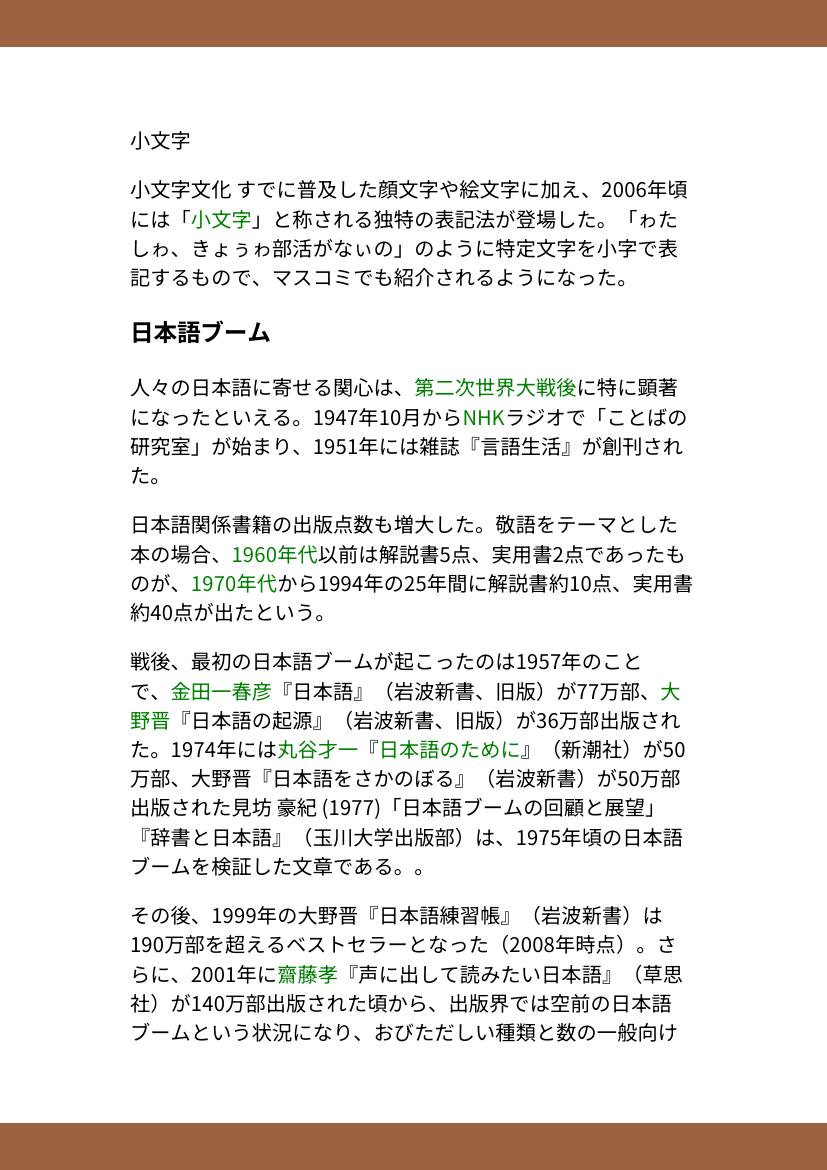 小文字
小文字文化 すでに普及した顔文字や絵文字に加え、2006年頃
には「小文字」と称される独特の表記法が登場した。「ゎた
しゎ、きょぅゎ部活がなぃの」のように特定文字を小字で表
記するもので、マスコミでも紹介されるようになった。
日本語ブーム
人々の日本語に寄せる関心は、第二次世界大戦後に特に顕著
になったといえる。1947年10月からNHKラジオで「ことばの
研究室」が始まり、1951年には雑誌『言語生活』が創刊され
た。
日本語関係書籍の出版点数も増大した。敬語をテーマとした
本の場合、1960年代以前は解説書5点、実用書2点であったも
のが、1970年代から1994年の25年間に解説書約10点、実用書
約40点が出たという。
戦後、最初の日本語ブームが起こったのは1957年のこと
で、金田一春彦『日本語』（岩波新書、旧版）が77万部、大
野晋『日本語の起源』（岩波新書、旧版）が36万部出版され
た。1974年には丸谷才一『日本語のために』（新潮社）が50
万部、大野晋『日本語をさかのぼる』（岩波新書）が50万部
出版された見坊 豪紀 (1977)「日本語ブームの回顧と展望」
『辞書と日本語』（玉川大学出版部）は、1975年頃の日本語
ブームを検証した文章である。。
その後、1999年の大野晋『日本語練習帳』（岩波新書）は
190万部を超えるベストセラーとなった（2008年時点）。さ
らに、2001年に齋藤孝『声に出して読みたい日本語』（草思
社）が140万部出版された頃から、出版界では空前の日本語
ブームという状況になり、おびただしい種類と数の一般向け